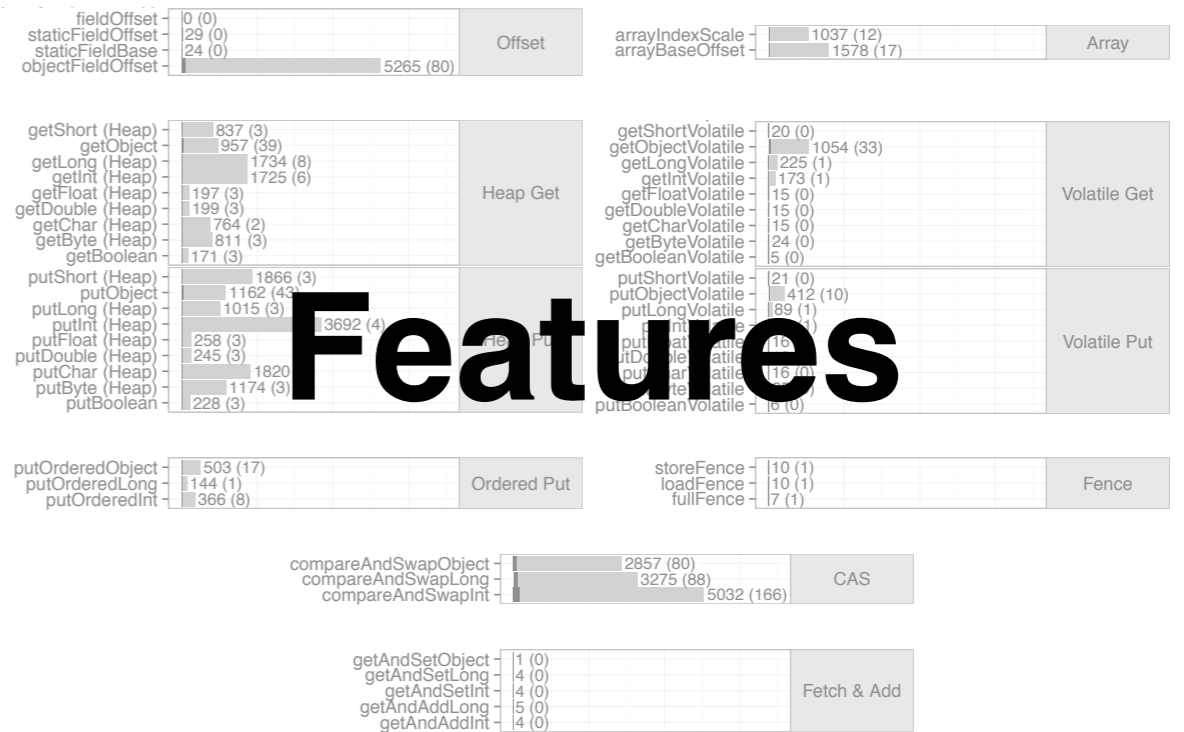 fieldOffset 0 (0)
staticFieldOffset 29 (0)
staticFieldBase 24 (0)
objectFieldOffset 5265 (80)
Offset
arrayIndexScale 1037 (12)
arrayBaseOffset 1578 (17)
Array
getShort (Heap) 837 (3)
getObject 957 (39)
getLong (Heap) 1734 (8)
getInt (Heap) 1725 (6)
getFloat (Heap) 197 (3)
getDouble (Heap) 199 (3)
getChar (Heap) 764 (2)
getByte (Heap) 811 (3)
getBoolean 171 (3)
Heap Get
getShortVolatile 20 (0)
getObjectVolatile 1054 (33)
getLongVolatile 225 (1)
getIntVolatile 173 (1)
getFloatVolatile 15 (0)
getDoubleVolatile 15 (0)
getCharVolatile 15 (0)
getByteVolatile 24 (0)
getBooleanVolatile 5 (0)
Volatile Get
putShort (Heap) 1866 (3)
putObject 1162 (43)
putLong (Heap) 1015 (3)
putInt (Heap) 3692 (4)
putFloat (Heap) 258 (3)
putDouble (Heap) 245 (3)
putChar (Heap) 1820
putByte (Heap) 1174 (3)
putBoolean 228 (3)
Features
putShortVolatile 21 (0)
putObjectVolatile 412 (10)
putLongVolatile 89 (1)
16 (0)
putBooleanVolatile 6 (0)
Volatile Put
putOrderedObject 503 (17)
putOrderedLong 144 (1)
putOrderedInt 366 (8)
Ordered Put
storeFence 10 (1)
loadFence 10 (1)
fullFence 7 (1)
Fence
compareAndSwapObject 2857 (80)
compareAndSwapLong 3275 (88)
compareAndSwapInt 5032 (166)
CAS
getAndSetObject 1 (0)
getAndSetLong 4 (0)
getAndSetInt 4 (0)
getAndAddLong 5 (0)
getAndAddInt 4 (0)
Fetch & Add